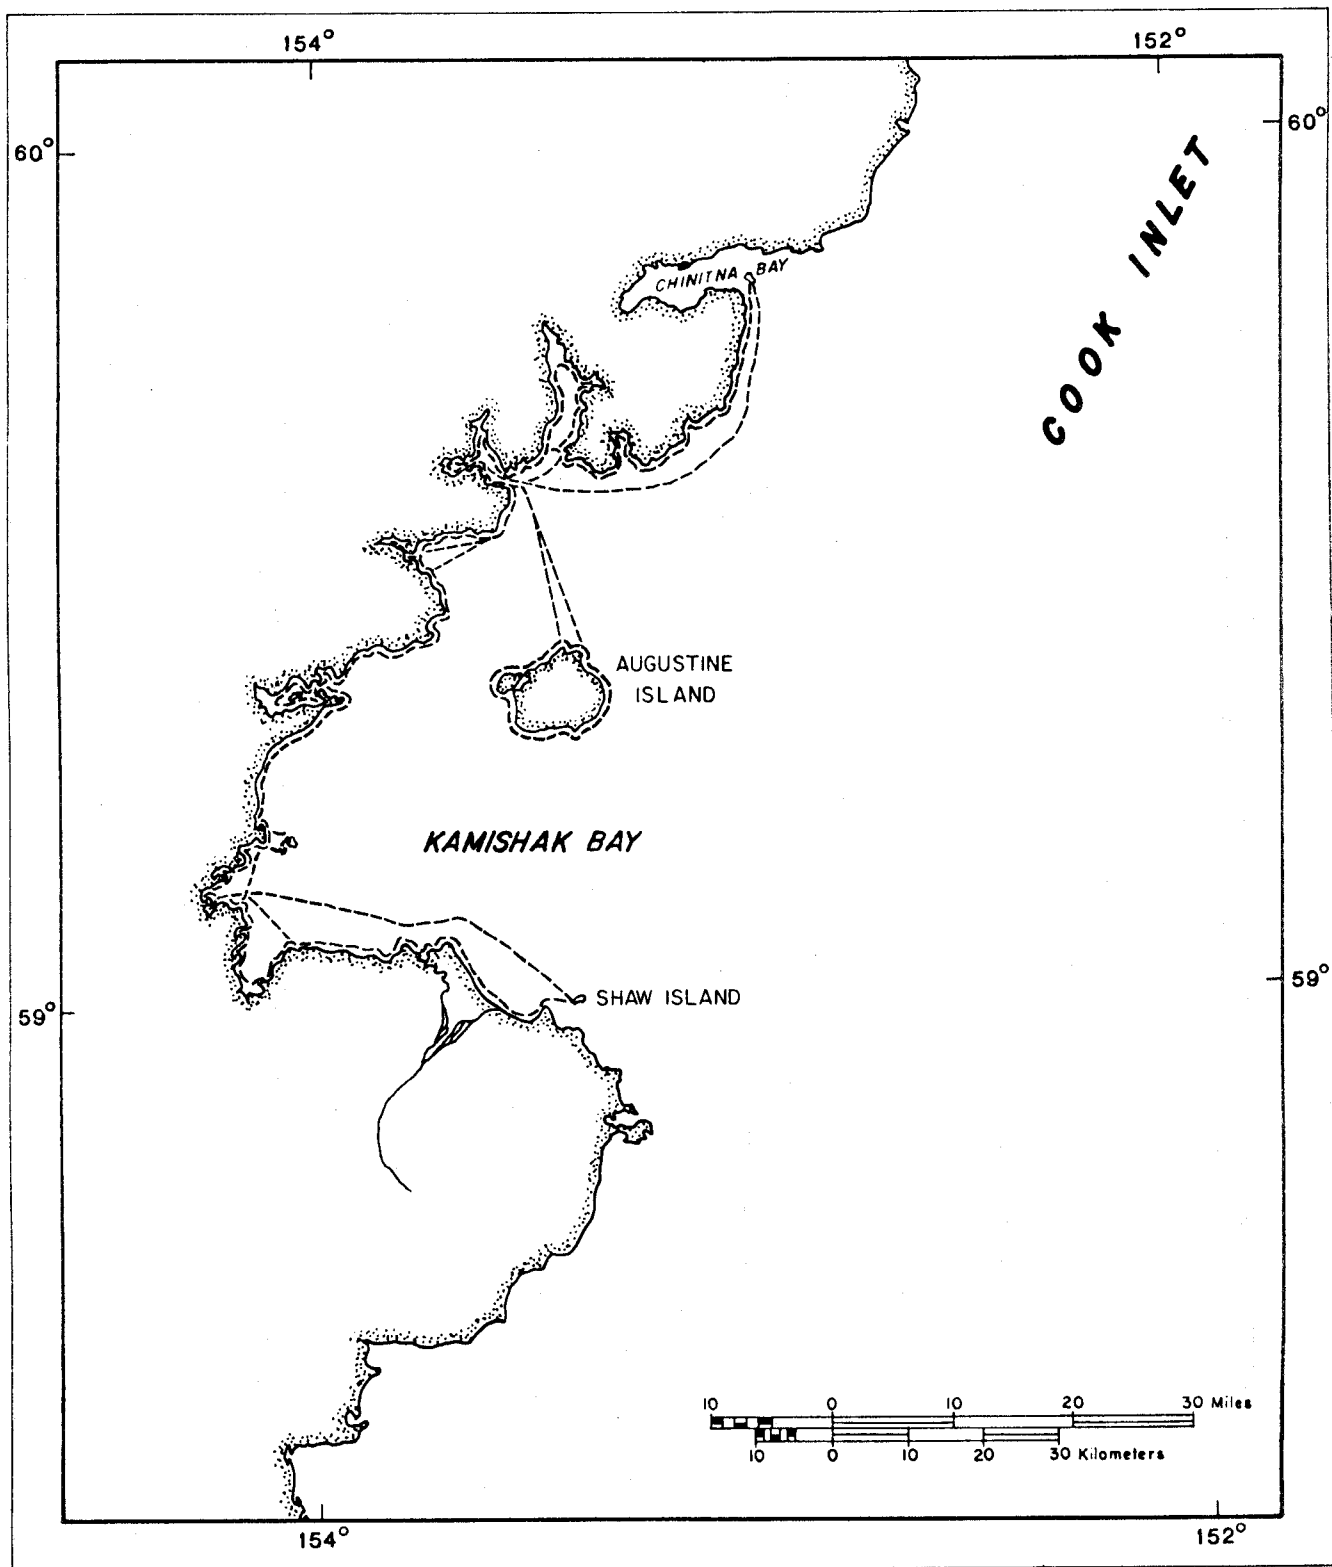 154°
152°
60°
60°
COOK INLET
CHINITNA BAY
AUGUSTINE
ISLAND
KAMISHAK BAY
59°
SHAW ISLAND
59°
10 0 10 20 30 Miles
10 0 10 20 30 Kilometers
154°
152°